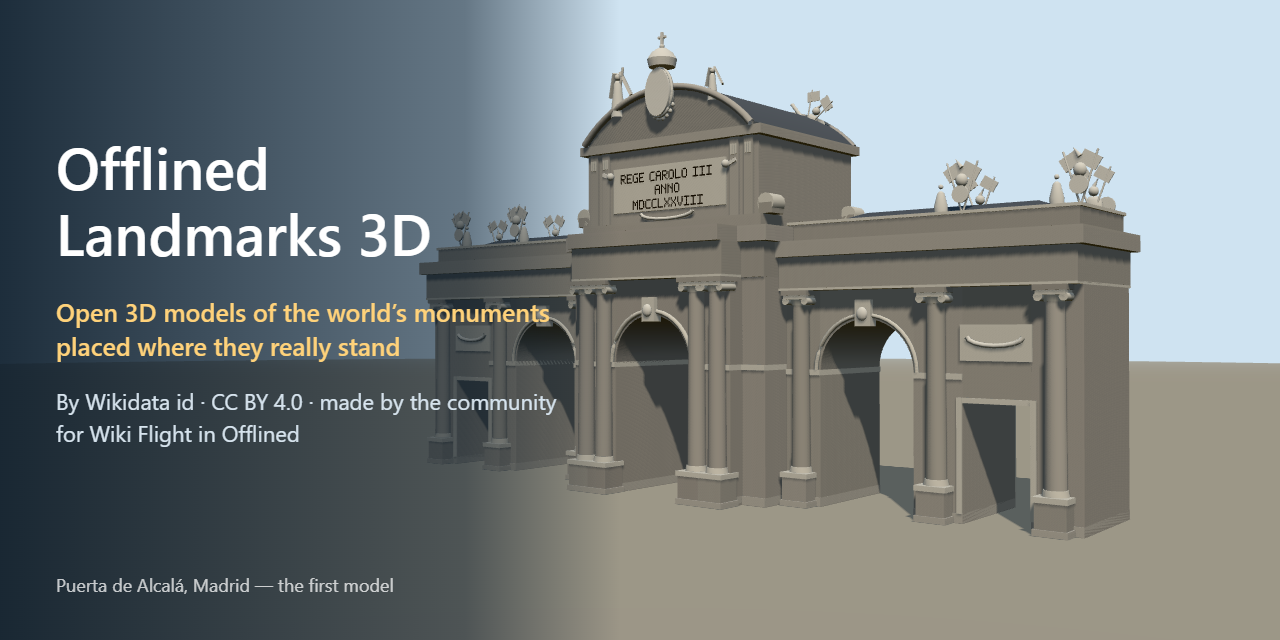 Offlined
Landmarks 3D
Open 3D models of the world’s monuments
placed where they really stand
By Wikidata id · CC BY 4.0 · made by the community
for Wiki Flight in Offlined
Puerta de Alcalá, Madrid — the first model
REGE CAROLO III
ANNO
MDCCLXXVIII